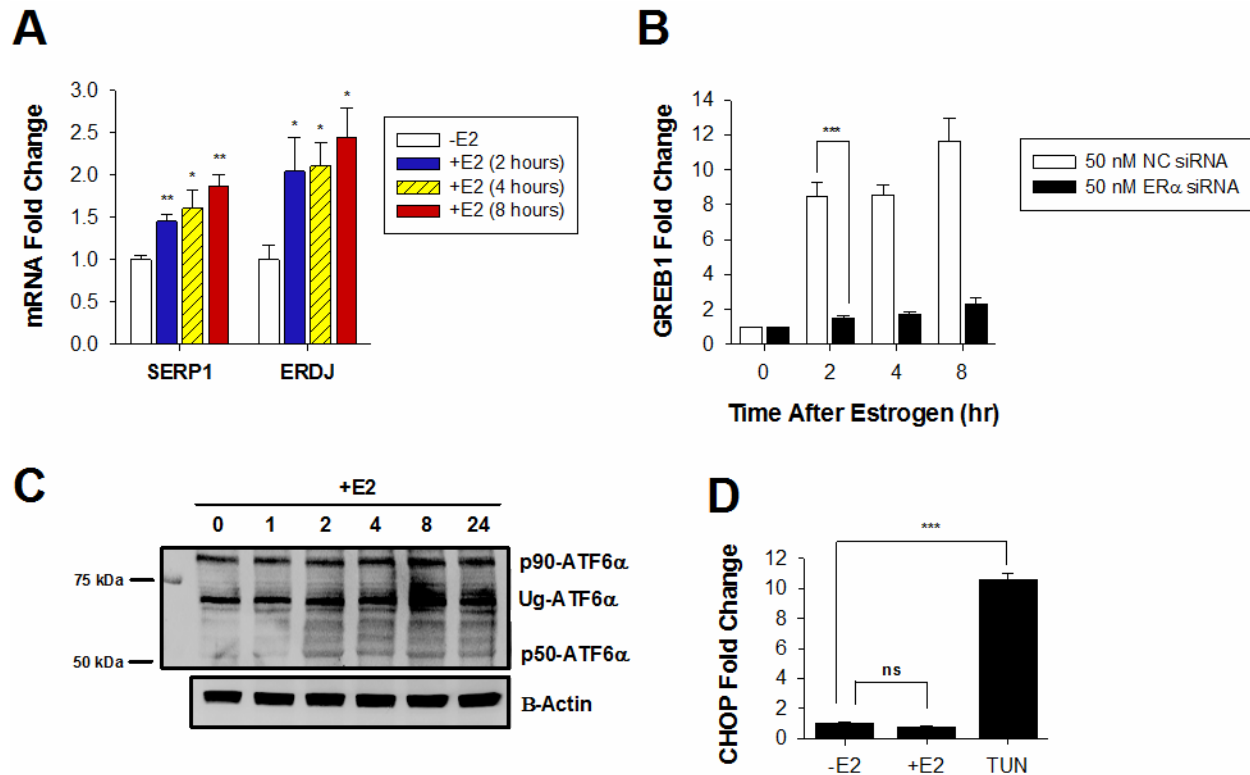 A
mRNA Fold Change
3.0
2.5
2.0
1.5
1.0
0.5
0.0
** * **
* * *
SERP1 ERDJ
-E2
+E2 (2 hours)
+E2 (4 hours)
+E2 (8 hours)
B
GREB1 Fold Change
14
12
10
8
6
4
2
0
***
0 2 4 8
Time After Estrogen (hr)
50 nM NC siRNA
50 nM ERα siRNA
C
+E2
0 1 2 4 8 24
75 kDa
50 kDa
p90-ATF6α
Ug-ATF6α
p50-ATF6α
Β-Actin
D
CHOP Fold Change
12
10
8
6
4
2
0
***
ns
-E2 +E2 TUN